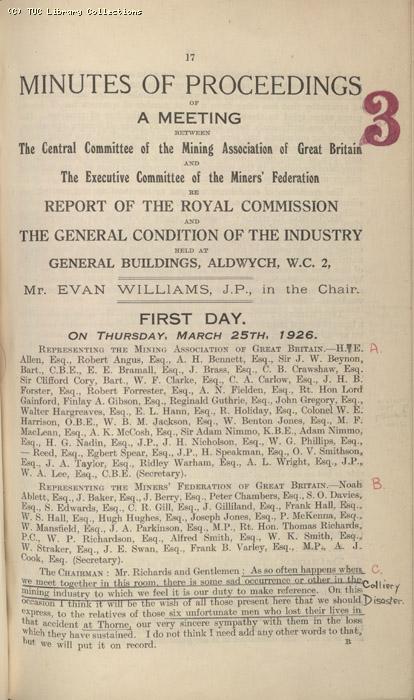 (C) TUC Library Collections
17
MINUTES OF PROCEEDINGS
OF
3
A MEETING
BETWEEN
The Central Committee of the Mining Association of Great Britain
AND
The Executive Committee of the Miners' Federation
RE
REPORT OF THE ROYAL COMMISSION
AND
THE GENERAL CONDITION OF THE INDUSTRY
HELD AT
GENERAL BUILDINGS, ALDWYCH, W.C. 2,
Mr. EVAN WILLIAMS, J.P., in the Chair.
FIRST DAY.
ON THURSDAY, MARCH 25TH, 1926.
REPRESENTING THE MINING ASSOCIATION OF GREAT BRITAIN.—H. E. A.
Allen, Esq., Robert Angus, Esq., A. H. Bennett, Esq., Sir J. W. Beynon,
Bart., C.B.E., E. E. Bramall, Esq., J. Brass, Esq., C. B. Crawshaw, Esq.
Sir Clifford Cory, Bart., W. F. Clarke, Esq., C. A. Carlow, Esq., J. H. B.
Forster, Esq., Robert Forrester, Esq., A. N. Fielden, Esq., Rt. Hon Lord
Gainford, Finlay A. Gibson, Esq., Reginald Guthrie, Esq., John Gregory, Esq.,
Walter Hargreaves, Esq., E. L. Hann, Esq., R. Holiday, Esq., Colonel W. E.
Harrison, O.B.E., W. B. M. Jackson, Esq., W. Benton Jones, Esq., M. F.
MacLean, Esq., A. K. McCosh, Esq., Sir Adam Nimmo, K.B.E., Adam Nimmo,
Esq., H. G. Nadin, Esq., J.P., J. H. Nicholson, Esq., W. G. Phillips, Esq.,
— Reed, Esq., Egbert Spear, Esq., J.P., H. Speakman, Esq., O. V. Smithson,
Esq., J. A. Taylor, Esq., Ridley Warham, Esq., A. L. Wright, Esq., J.P.,
W. A. Lee, Esq., C.B.E. (Secretary).
REPRESENTING THE MINERS' FEDERATION OF GREAT BRITAIN.—Noah B.
Ablett, Esq., J. Baker, Esq., J. Berry, Esq., Peter Chambers, Esq., S. O. Davies,
Esq., S. Edwards, Esq., C. R. Gill, Esq., J. Gilliland, Esq., Frank Hall, Esq.,
W. S. Hall, Esq., Hugh Hughes, Esq., Joseph Jones, Esq., P. McKenna, Esq.,
W. Mansfield, Esq., J. A. Parkinson, Esq., M.P., Rt. Hon. Thomas Richards,
P.C., W. P. Richardson, Esq., Alfred Smith, Esq., W. K. Smith, Esq.,
W. Straker, Esq., J. E. Swan, Esq., Frank B. Varley, Esq., M.P., A. J.
Cook, Esq. (Secretary).
The CHAIRMAN : Mr. Richards and Gentlemen : As so often happens when C.
we meet together in this room, there is some sad occurrence or other in the
mining industry to which we feel it is our duty to make reference. On this Colliery
occasion I think it will be the wish of all those present here that we should Disaster.
express, to the relatives of those six unfortunate men who lost their lives in
that accident at Thorne, our very sincere sympathy with them in the loss
which they have sustained. I do not think I need add any other words to that,
but we will put it on record. B